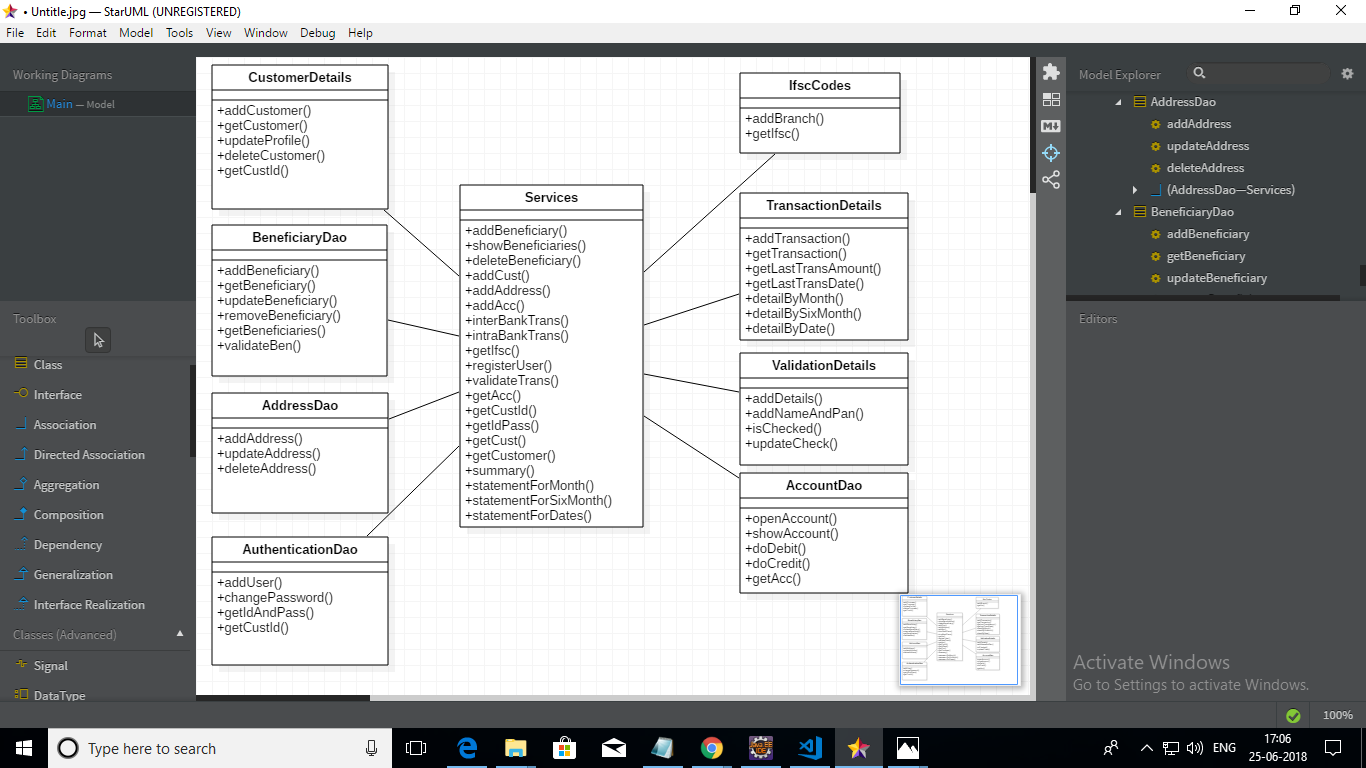 • Untitle.jpg — StarUML (UNREGISTERED)
File Edit Format Model Tools View Window Debug Help
Working Diagrams
Main — Model
Toolbox
Class
Interface
Association
Directed Association
Aggregation
Composition
Dependency
Generalization
Interface Realization
Classes (Advanced)
Signal
DataType
CustomerDetails
+addCustomer()
+getCustomer()
+updateProfile()
+deleteCustomer()
+getCustId()
BeneficiaryDao
+addBeneficiary()
+getBeneficiary()
+updateBeneficiary()
+removeBeneficiary()
+getBeneficiaries()
+validateBen()
AddressDao
+addAddress()
+updateAddress()
+deleteAddress()
AuthenticationDao
+addUser()
+changePassword()
+getIdAndPass()
+getCustId()
Services
+addBeneficiary()
+showBeneficiaries()
+deleteBeneficiary()
+addCust()
+addAddress()
+addAcc()
+interBankTrans()
+intraBankTrans()
+getIfsc()
+registerUser()
+validateTrans()
+getAcc()
+getCustId()
+getIdPass()
+getCust()
+getCustomer()
+summary()
+statementForMonth()
+statementForSixMonth()
+statementForDates()
IfscCodes
+addBranch()
+getIfsc()
TransactionDetails
+addTransaction()
+getTransaction()
+getLastTransAmount()
+getLastTransDate()
+detailByMonth()
+detailBySixMonth()
+detailByDate()
ValidationDetails
+addDetails()
+addNameAndPan()
+isChecked()
+updateCheck()
AccountDao
+openAccount()
+showAccount()
+doDebit()
+doCredit()
+getAcc()
Model Explorer
AddressDao
addAddress
updateAddress
deleteAddress
(AddressDao—Services)
BeneficiaryDao
addBeneficiary
getBeneficiary
updateBeneficiary
Editors
Activate Windows
Go to Settings to activate Windows.
100%
Type here to search
ENG
17:06
25-06-2018